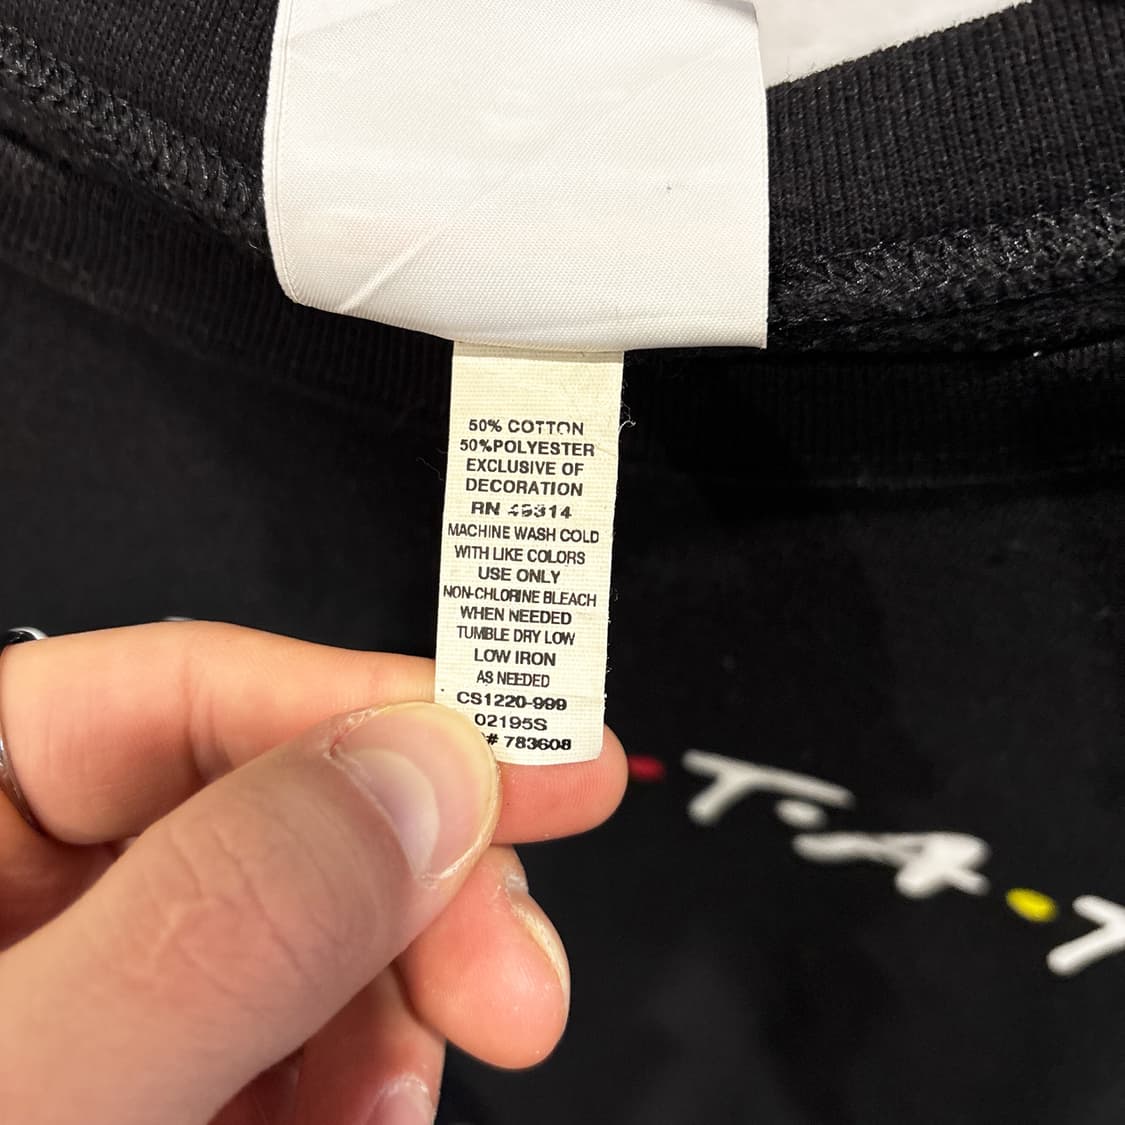 50% COTTON
50%POLYESTER
EXCLUSIVE OF
DECORATION
RN
MACHINE WASH COLD
WITH LIKE COLORS
USE ONLY
NON-CHLORINE BLEACH
WHEN NEEDED
TUMBLE DRY LOW
LOW IRON
AS NEEDED
CS1220-999
02195S
# 783608
T•A•Y